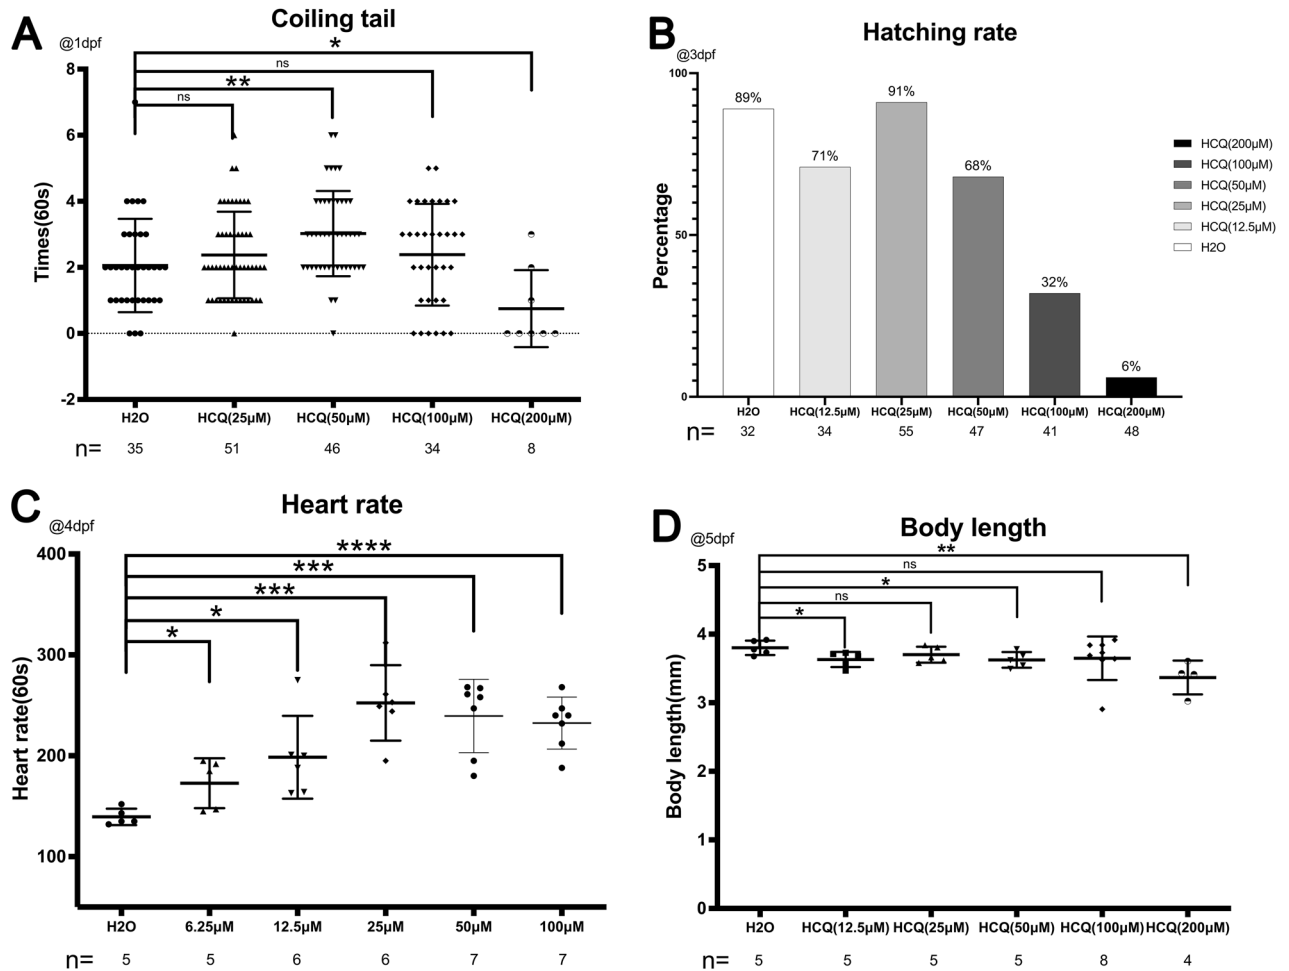 A
Coiling tail
@1dpf
*
ns
**
ns
8
6
4
2
0
-2
Times(60s)
H2O HCQ(25μM) HCQ(50μM) HCQ(100μM) HCQ(200μM)
n= 35 51 46 34 8
B
Hatching rate
@3dpf
100
50
0
Percentage
89%
71%
91%
68%
32%
6%
HCQ(200μM)
HCQ(100μM)
HCQ(50μM)
HCQ(25μM)
HCQ(12.5μM)
H2O
H2O HCQ(12.5μM) HCQ(25μM) HCQ(50μM) HCQ(100μM) HCQ(200μM)
n= 32 34 55 47 41 48
C
Heart rate
@4dpf
****
***
***
*
*
400
300
200
100
Heart rate(60s)
H2O 6.25μM 12.5μM 25μM 50μM 100μM
n= 5 5 6 6 7 7
D
Body length
@5dpf
**
ns
*
ns
*
5
4
3
2
1
0
Body length(mm)
H2O HCQ(12.5μM) HCQ(25μM) HCQ(50μM) HCQ(100μM) HCQ(200μM)
n= 5 5 5 5 8 4